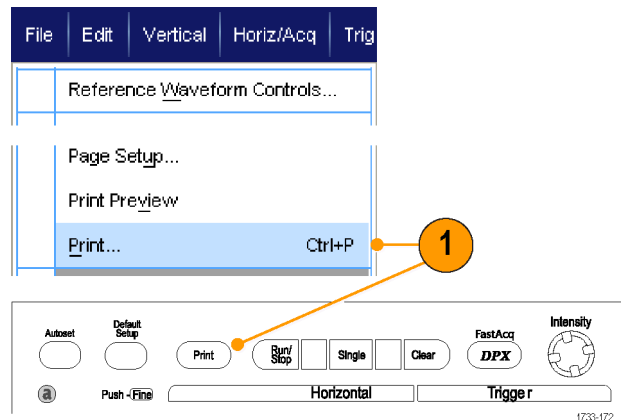 File Edit Vertical Horiz/Acq Trig
Reference Waveform Controls...
Page Setup...
Print Preview
Print... Ctrl+P
1
Autoset
Default
Setup
Print
Run/
Stop
Single
Clear
FastAcq
DPX
Intensity
a
Push - Fine
Horizontal
Trigger
1733-172